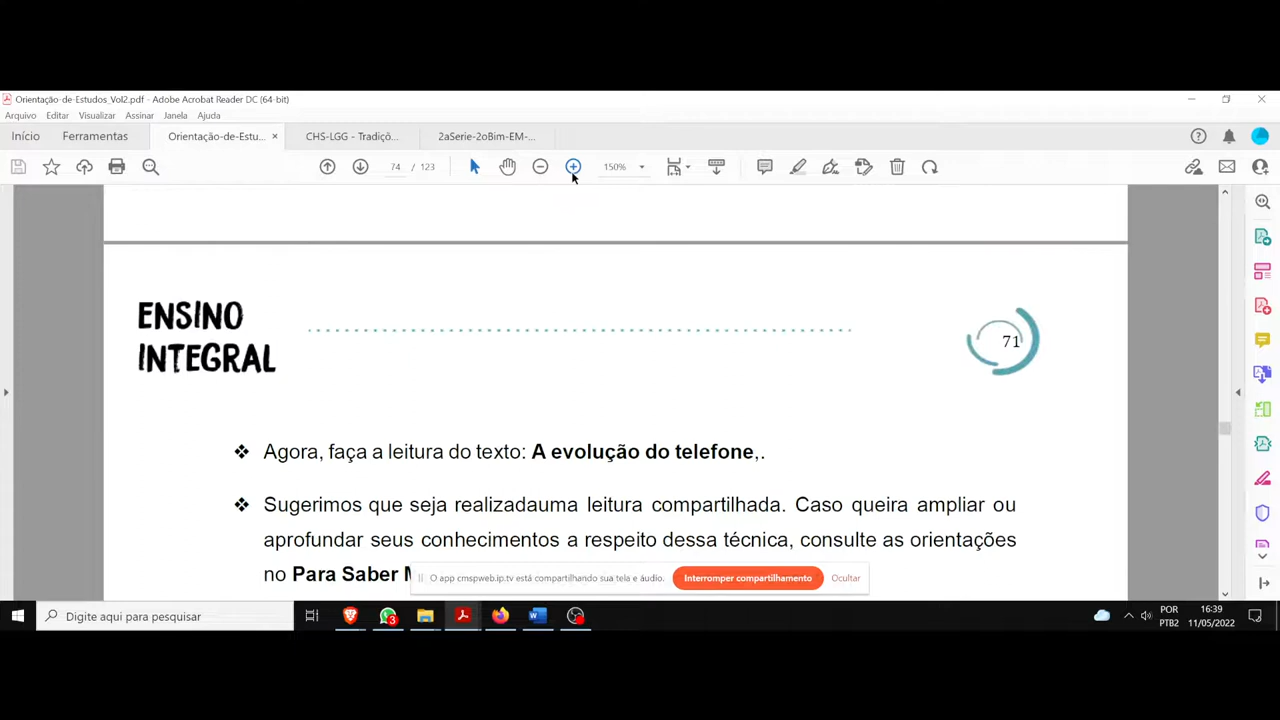 Orientação-de-Estudos_Vol2.pdf - Adobe Acrobat Reader DC (64-bit)
Arquivo Editar Visualizar Assinar Janela Ajuda
Início Ferramentas Orientação-de-Estu... × CHS-LGG - Tradiçõ... 2aSerie-2oBim-EM-...
74 / 123 150%
ENSINO
INTEGRAL
71
❖ Agora, faça a leitura do texto: A evolução do telefone,.
❖ Sugerimos que seja realizadauma leitura compartilhada. Caso queira ampliar ou
aprofundar seus conhecimentos a respeito dessa técnica, consulte as orientações
no Para Saber
O app cmspweb.ip.tv está compartilhando sua tela e áudio. Interromper compartilhamento Ocultar
Digite aqui para pesquisar
3
POR
PTB2
16:39
11/05/2022